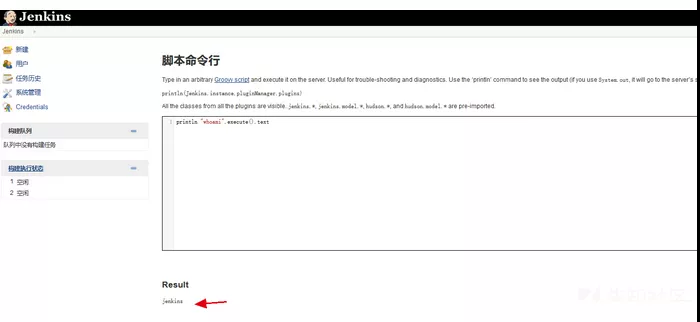 Jenkins
Jenkins
新建
用户
任务历史
系统管理
Credentials
构建队列
队列中没有构建任务
构建执行状态
1 空闲
2 空闲
脚本命令行
Type in an arbitrary Groovy script and execute it on the server. Useful for trouble-shooting and diagnostics. Use the 'println' command to see the output (if you use System.out, it will go to the server's s
println(Jenkins.instance.pluginManager.plugins)
All the classes from all the plugins are visible. jenkins.*, jenkins.model.*, hudson.*, and hudson.model.* are pre-imported.
1 println "whoami".execute().text
Result
jenkins